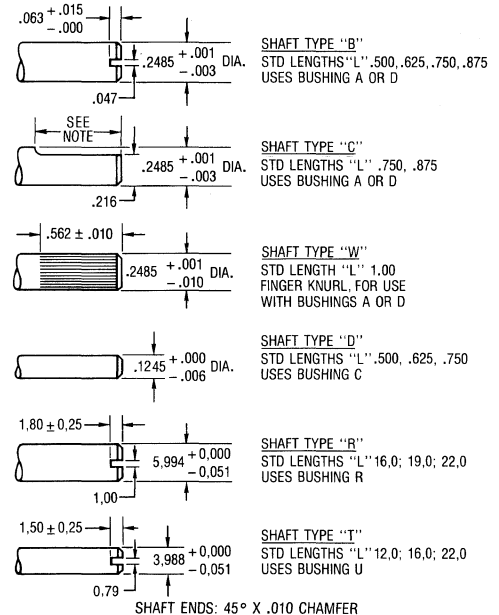 .063 +.015 -.000
.2485 +.001 -.003 DIA.
.047
SHAFT TYPE "B"
STD LENGTHS "L" .500, .625, .750, .875
USES BUSHING A OR D
SEE
NOTE
.2485 +.001 -.003 DIA.
.216
SHAFT TYPE "C"
STD LENGTHS "L" .750, .875
USES BUSHING A OR D
.562 ± .010
.2485 +.001 -.010 DIA.
SHAFT TYPE "W"
STD LENGTH "L" 1.00
FINGER KNURL, FOR USE
WITH BUSHINGS A OR D
.1245 +.000 -.006 DIA.
SHAFT TYPE "D"
STD LENGTHS "L" .500, .625, .750
USES BUSHING C
1,80 ± 0,25
5,994 +0,000 -0,051
1,00
SHAFT TYPE "R"
STD LENGTHS "L" 16,0; 19,0; 22,0
USES BUSHING R
1,50 ± 0,25
3,988 +0,000 -0,051
0.79
SHAFT TYPE "T"
STD LENGTHS "L" 12,0; 16,0; 22,0
USES BUSHING U
SHAFT ENDS: 45° X .010 CHAMFER